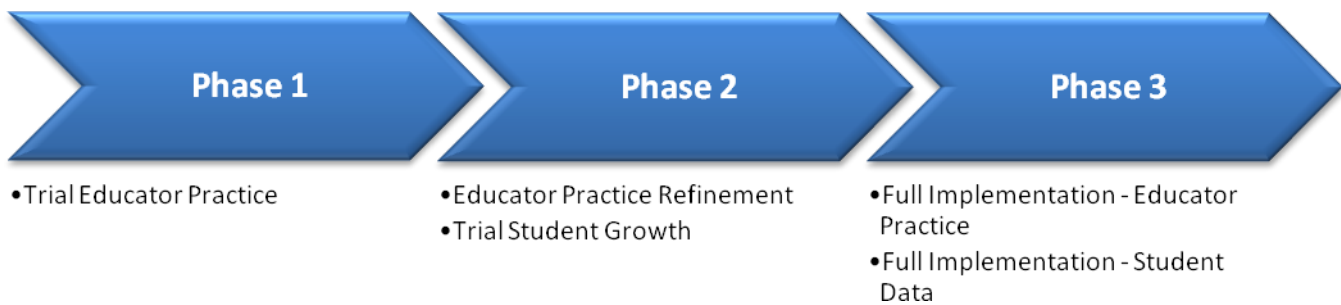 Phase 1
Phase 2
Phase 3
•Trial Educator Practice
•Educator Practice Refinement
•Trial Student Growth
•Full Implementation - Educator
Practice
•Full Implementation - Student
Data